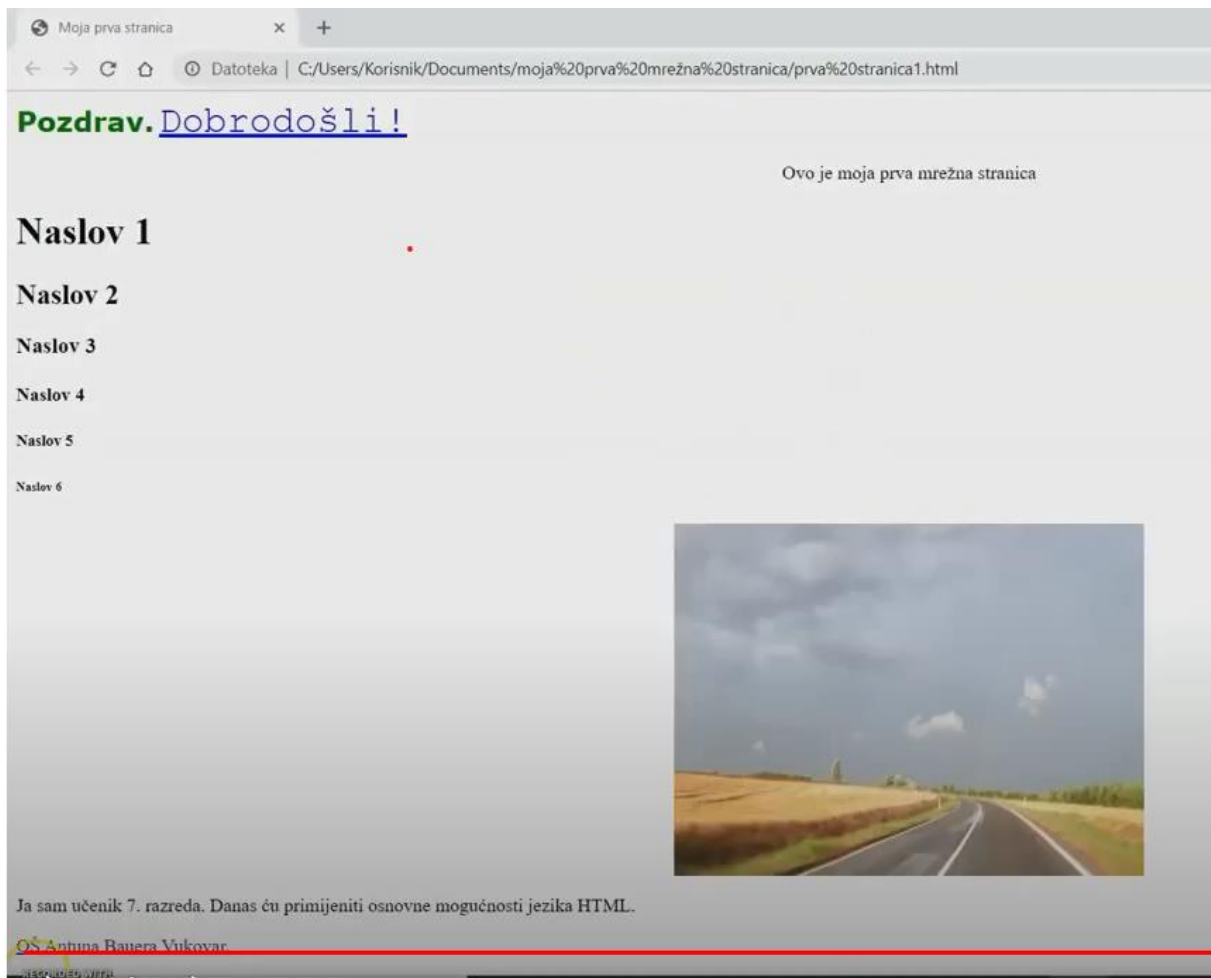 Moja prva stranica
Datoteka | C:/Users/Korisnik/Documents/moja%20prva%20mrežna%20stranica/prva%20stranica1.html
Pozdrav. Dobrodošli!
Ovo je moja prva mrežna stranica
Naslov 1
Naslov 2
Naslov 3
Naslov 4
Naslov 5
Naslov 6
Ja sam učenik 7. razreda. Danas ću primijeniti osnovne mogućnosti jezika HTML.
OŠ Antuna Bauera Vukovar.
RECORDED WITH